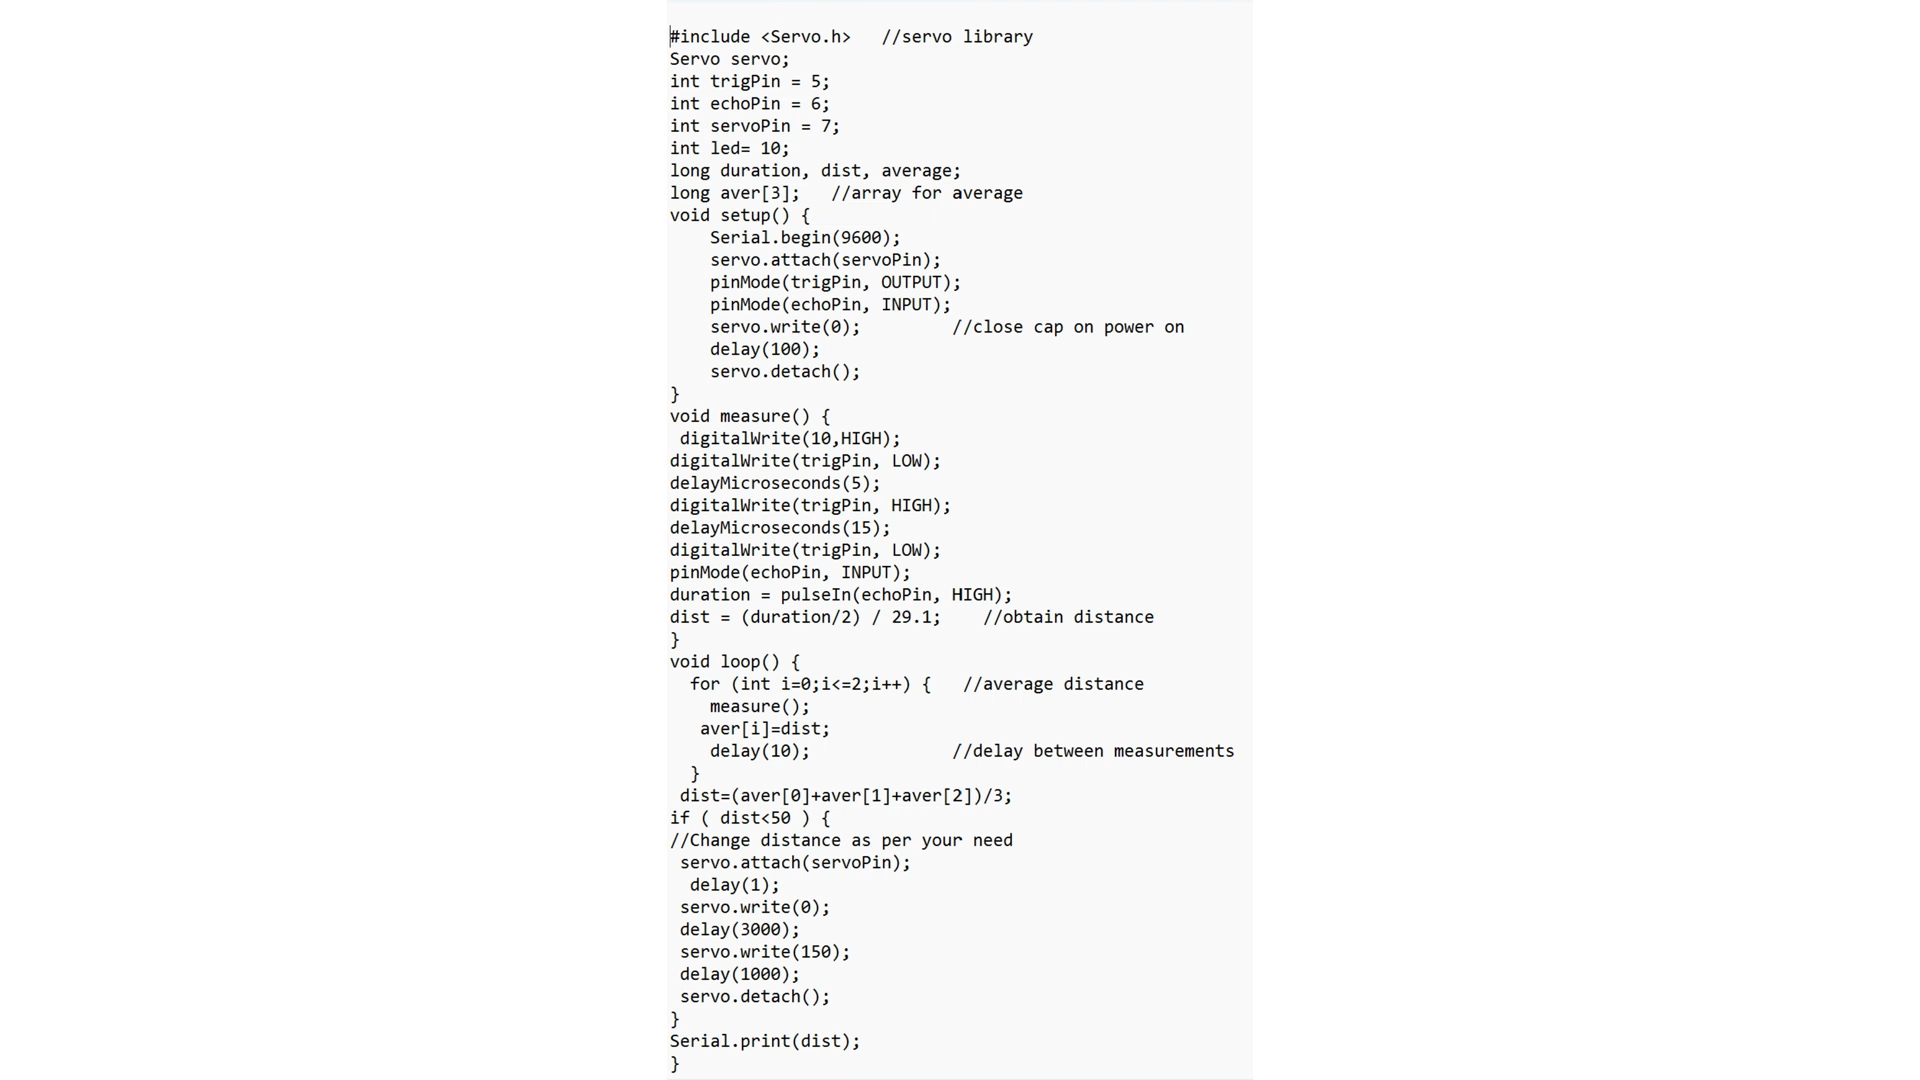 #include <Servo.h>   //servo library
Servo servo;
int trigPin = 5;
int echoPin = 6;
int servoPin = 7;
int led= 10;
long duration, dist, average;
long aver[3];   //array for average
void setup() {
    Serial.begin(9600);
    servo.attach(servoPin);
    pinMode(trigPin, OUTPUT);
    pinMode(echoPin, INPUT);
    servo.write(0);         //close cap on power on
    delay(100);
    servo.detach();
}
void measure() {
 digitalWrite(10,HIGH);
digitalWrite(trigPin, LOW);
delayMicroseconds(5);
digitalWrite(trigPin, HIGH);
delayMicroseconds(15);
digitalWrite(trigPin, LOW);
pinMode(echoPin, INPUT);
duration = pulseIn(echoPin, HIGH);
dist = (duration/2) / 29.1;    //obtain distance
}
void loop() {
  for (int i=0;i<=2;i++) {   //average distance
    measure();
   aver[i]=dist;
    delay(10);              //delay between measurements
  }
 dist=(aver[0]+aver[1]+aver[2])/3;
if ( dist<50 ) {
//Change distance as per your need
 servo.attach(servoPin);
  delay(1);
 servo.write(0);
 delay(3000);
 servo.write(150);
 delay(1000);
 servo.detach();
}
Serial.print(dist);
}